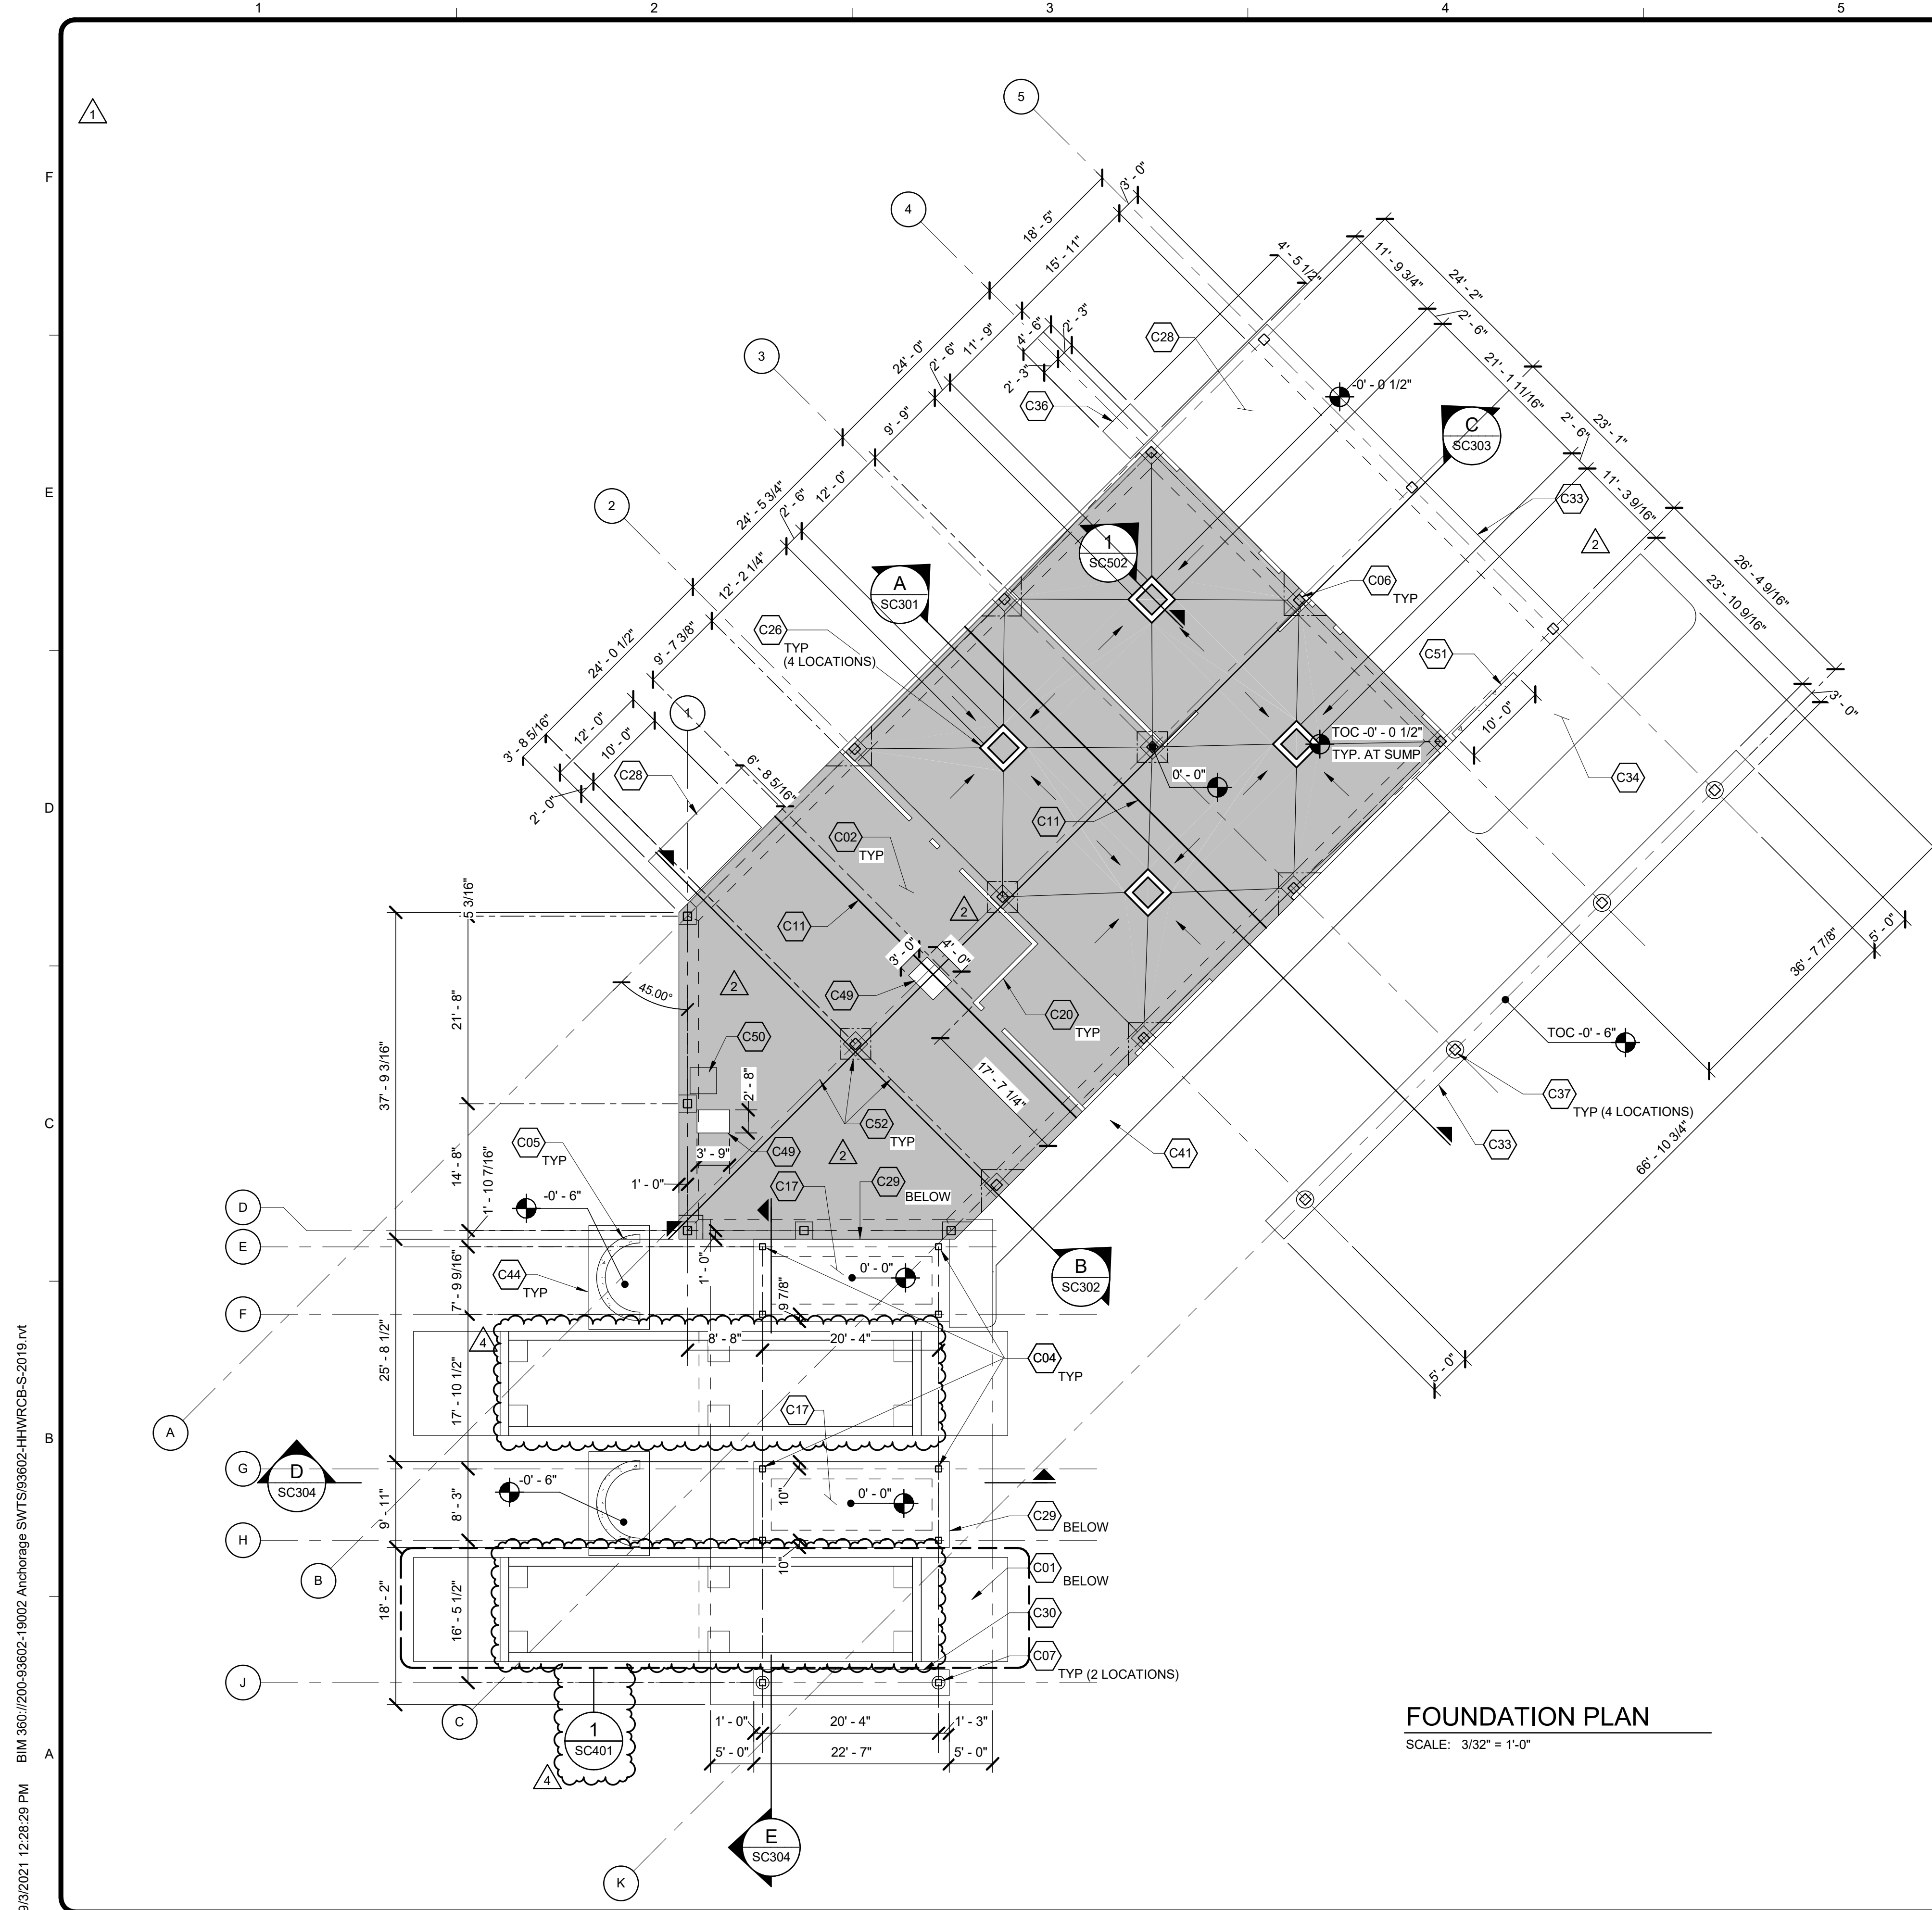 1
2
3
4
5
F
E
D
C
B
A
1
5
4
3
2
1
18' - 5"
3' - 0"
15' - 11"
24' - 0"
11' - 9"
4' - 6"
2' - 3"
2' - 3"
2' - 6"
9' - 9"
24' - 5 3/4"
12' - 0"
2' - 6"
12' - 2 1/4"
24' - 0 1/2"
9' - 7 3/8"
12' - 0"
10' - 0"
3' - 8 5/16"
2' - 0"
6' - 8 5/16"
4' - 5 1/2"
11' - 9 3/4"
24' - 2"
2' - 6"
21' - 1 11/16"
2' - 6"
23' - 1"
11' - 3 9/16"
26' - 4 9/16"
23' - 10 9/16"
3' - 0"
10' - 0"
C28
C36
-0' - 0 1/2"
C
SC303
C33
2
1
SC502
A
SC301
C06
TYP
C26
TYP
(4 LOCATIONS)
C51
C34
TOC -0' - 0 1/2"
TYP. AT SUMP
0' - 0"
C28
C02
TYP
C11
C11
2
3' - 0"
4' - 0"
C49
C20
TYP
2
45.00°
C50
5 3/16"
21' - 8"
37' - 9 3/16"
2' - 8"
17' - 7 1/4"
C52
TYP
C49
2
3' - 9"
C05
TYP
14' - 8"
1' - 10 7/16"
1' - 0"
C17
C29
BELOW
C41
36' - 7 7/8"
5' - 0"
TOC -0' - 6"
C37
TYP (4 LOCATIONS)
C33
66' - 10 3/4"
5' - 0"
-0' - 6"
D
E
C44
TYP
7' - 9 9/16"
1' - 0"
9 7/8"
0' - 0"
B
SC302
F
4
8' - 8"
20' - 4"
25' - 8 1/2"
17' - 10 1/2"
C04
TYP
C17
A
G
D
SC304
-0' - 6"
10"
0' - 0"
9' - 11"
8' - 3"
C29
BELOW
H
10"
B
C01
BELOW
18' - 2"
16' - 5 1/2"
C30
C07
TYP (2 LOCATIONS)
J
C
1
SC401
4
1' - 0"
20' - 4"
1' - 3"
5' - 0"
22' - 7"
5' - 0"
E
SC304
K
FOUNDATION PLAN
SCALE: 3/32" = 1'-0"
9/3/2021 12:28:29 PM BIM 360://200-93602-19002 Anchorage SWTS/93602-HHWRCB-S-2019.rvt